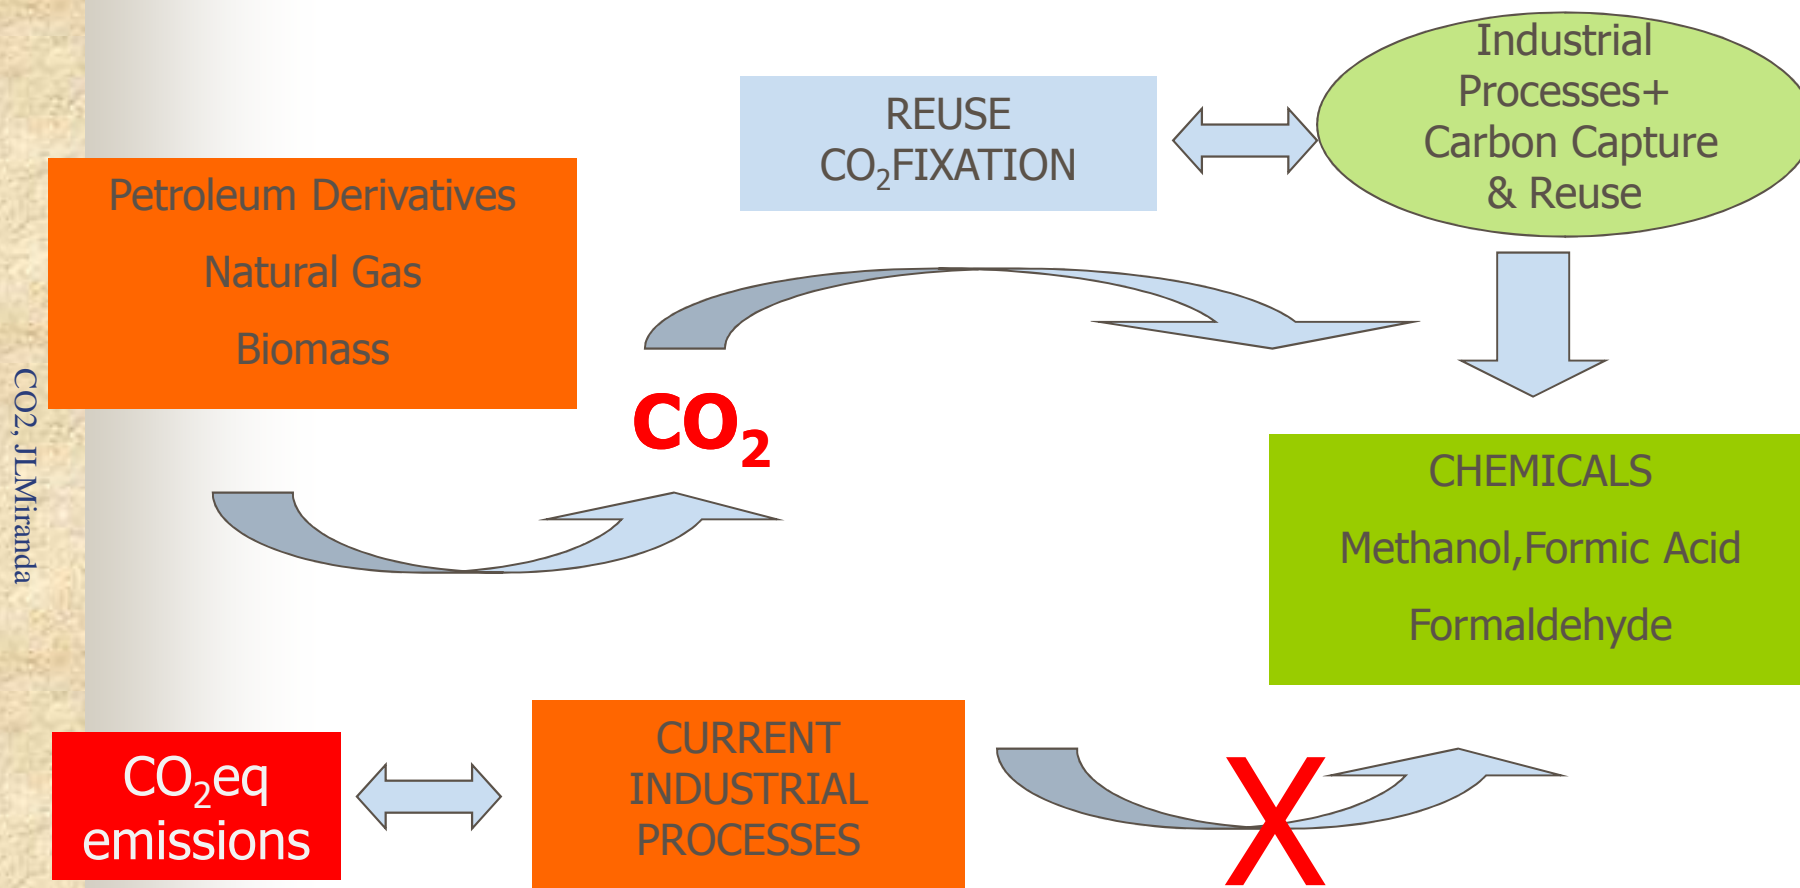 Industrial
Processes+
Carbon Capture
& Reuse
REUSE
CO₂FIXATION
Petroleum Derivatives
Natural Gas
Biomass
CO₂
CHEMICALS
Methanol,Formic Acid
Formaldehyde
CO2, JLMiranda
CURRENT
INDUSTRIAL
PROCESSES
CO₂eq
emissions
X